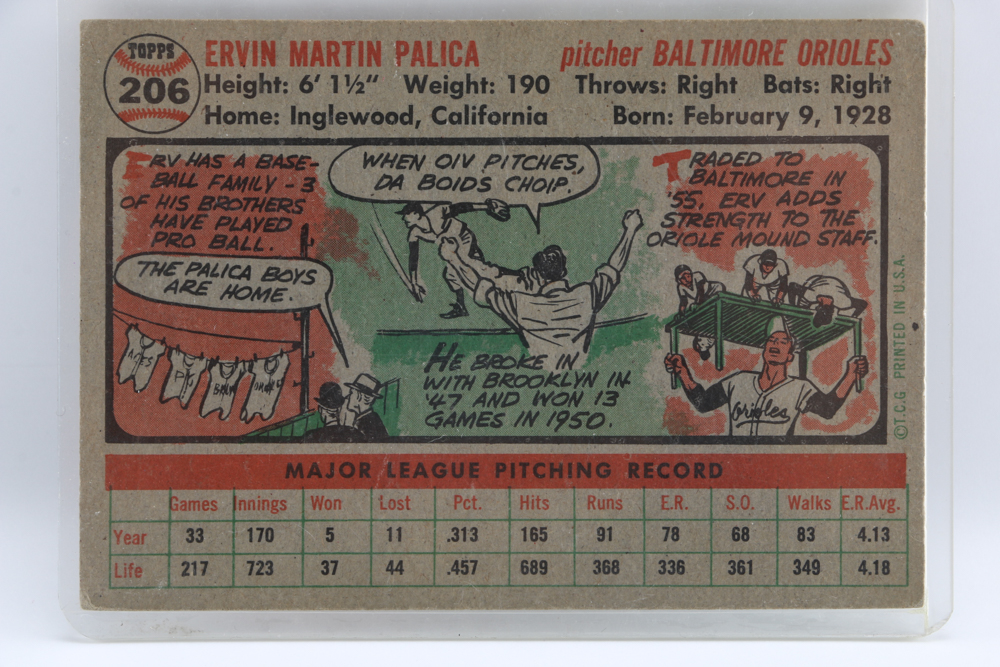 TOPPS
206
ERVIN MARTIN PALICA pitcher BALTIMORE ORIOLES
Height: 6' 1½" Weight: 190 Throws: Right Bats: Right
Home: Inglewood, California Born: February 9, 1928
ERV HAS A BASE-
BALL FAMILY - 3
OF HIS BROTHERS
HAVE PLAYED
PRO BALL.
THE PALICA BOYS
ARE HOME.
WHEN OIV PITCHES,
DA BOIDS CHOIP.
HE BROKE IN
WITH BROOKLYN IN
'47 AND WON 13
GAMES IN 1950.
TRADED TO
BALTIMORE IN
'55, ERV ADDS
STRENGTH TO THE
ORIOLE MOUND STAFF.
Orioles
©T.C.G PRINTED IN U.S.A.
MAJOR LEAGUE PITCHING RECORD
Games Innings Won Lost Pct. Hits Runs E.R. S.O. Walks E.R.Avg.
Year 33 170 5 11 .313 165 91 78 68 83 4.13
Life 217 723 37 44 .457 689 368 336 361 349 4.18